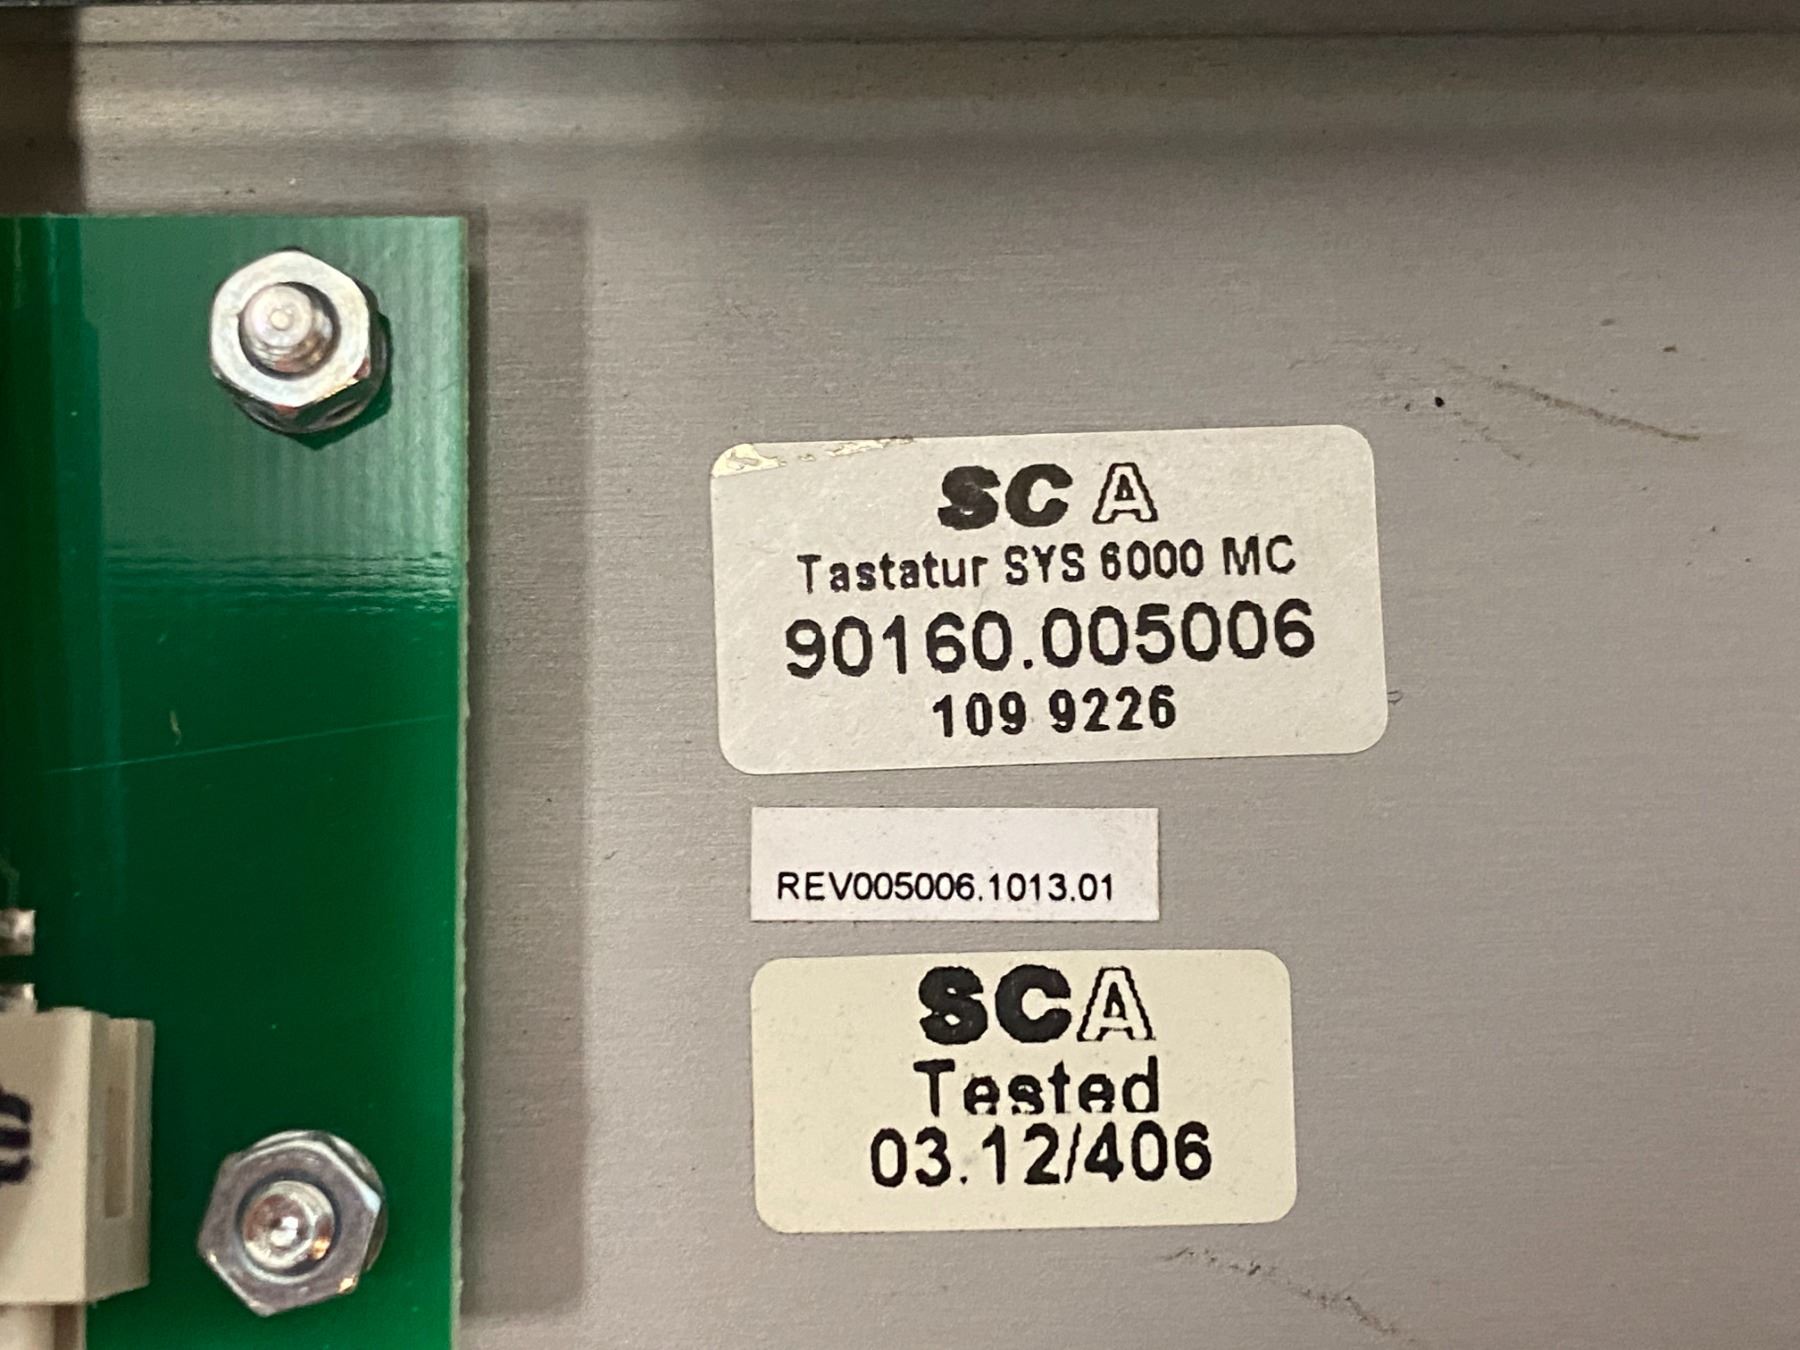 SCA
Tastatur SYS 6000 MC
90160.005006
109 9226
REV005006.1013.01
SCA
Tested
03.12/406